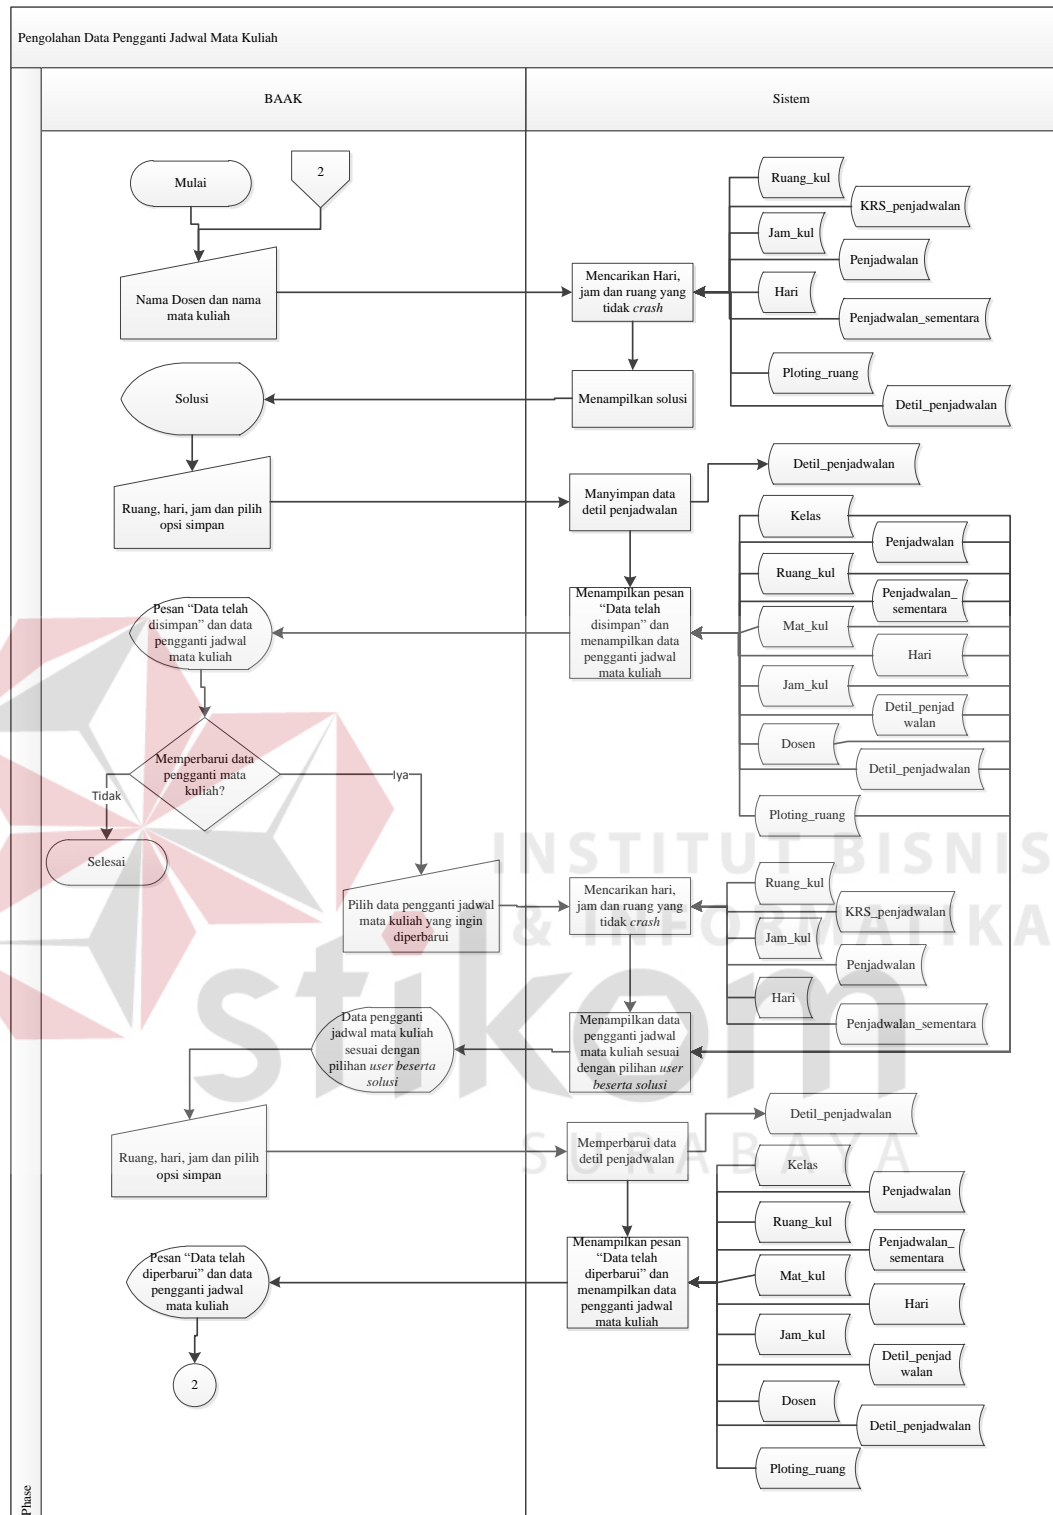 Pengolahan Data Pengganti Jadwal Mata Kuliah
BAAK
Sistem
Mulai
2
Nama Dosen dan nama
mata kuliah
Mencarikan Hari,
jam dan ruang yang
tidak crash
Ruang_kul
KRS_penjadwalan
Jam_kul
Penjadwalan
Hari
Penjadwalan_sementara
Ploting_ruang
Detil_penjadwalan
Solusi
Menampilkan solusi
Ruang, hari, jam dan pilih
opsi simpan
Manyimpan data
detil penjadwalan
Detil_penjadwalan
Kelas
Penjadwalan
Ruang_kul
Penjadwalan_
sementara
Mat_kul
Hari
Jam_kul
Detil_penjad
walan
Dosen
Detil_penjadwalan
Ploting_ruang
Pesan “Data telah
disimpan” dan data
pengganti jadwal
mata kuliah
Menampilkan pesan
“Data telah
disimpan” dan
menampilkan data
pengganti jadwal
mata kuliah
Memperbarui data
pengganti mata
kuliah?
Tidak
Iya
Selesai
Pilih data pengganti jadwal
mata kuliah yang ingin
diperbarui
Mencarikan hari,
jam dan ruang yang
tidak crash
Ruang_kul
KRS_penjadwalan
Jam_kul
Penjadwalan
Hari
Penjadwalan_sementara
Data pengganti
jadwal mata kuliah
sesuai dengan
pilihan user beserta
solusi
Menampilkan data
pengganti jadwal
mata kuliah sesuai
dengan pilihan user
beserta solusi
Ruang, hari, jam dan pilih
opsi simpan
Memperbarui data
detil penjadwalan
Detil_penjadwalan
Kelas
Penjadwalan
Ruang_kul
Penjadwalan_
sementara
Mat_kul
Hari
Jam_kul
Detil_penjad
walan
Dosen
Detil_penjadwalan
Ploting_ruang
Pesan “Data telah
diperbarui” dan data
pengganti jadwal
mata kuliah
Menampilkan pesan
“Data telah
diperbarui” dan
menampilkan data
pengganti jadwal
mata kuliah
2
Phase
INSTITUT BISNIS
& INFORMATIKA
stikom
SURABAYA